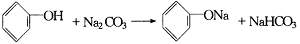 OH + Na₂CO₃ → ONa + NaHCO₃